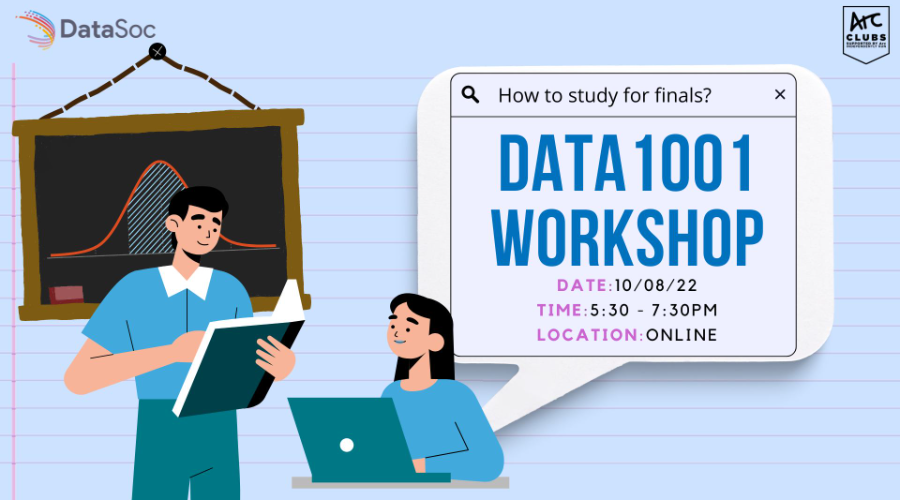 DataSoc
ARC
CLUBS
How to study for finals?
DATA1001
WORKSHOP
DATE:10/08/22
TIME:5:30 - 7:30PM
LOCATION:ONLINE